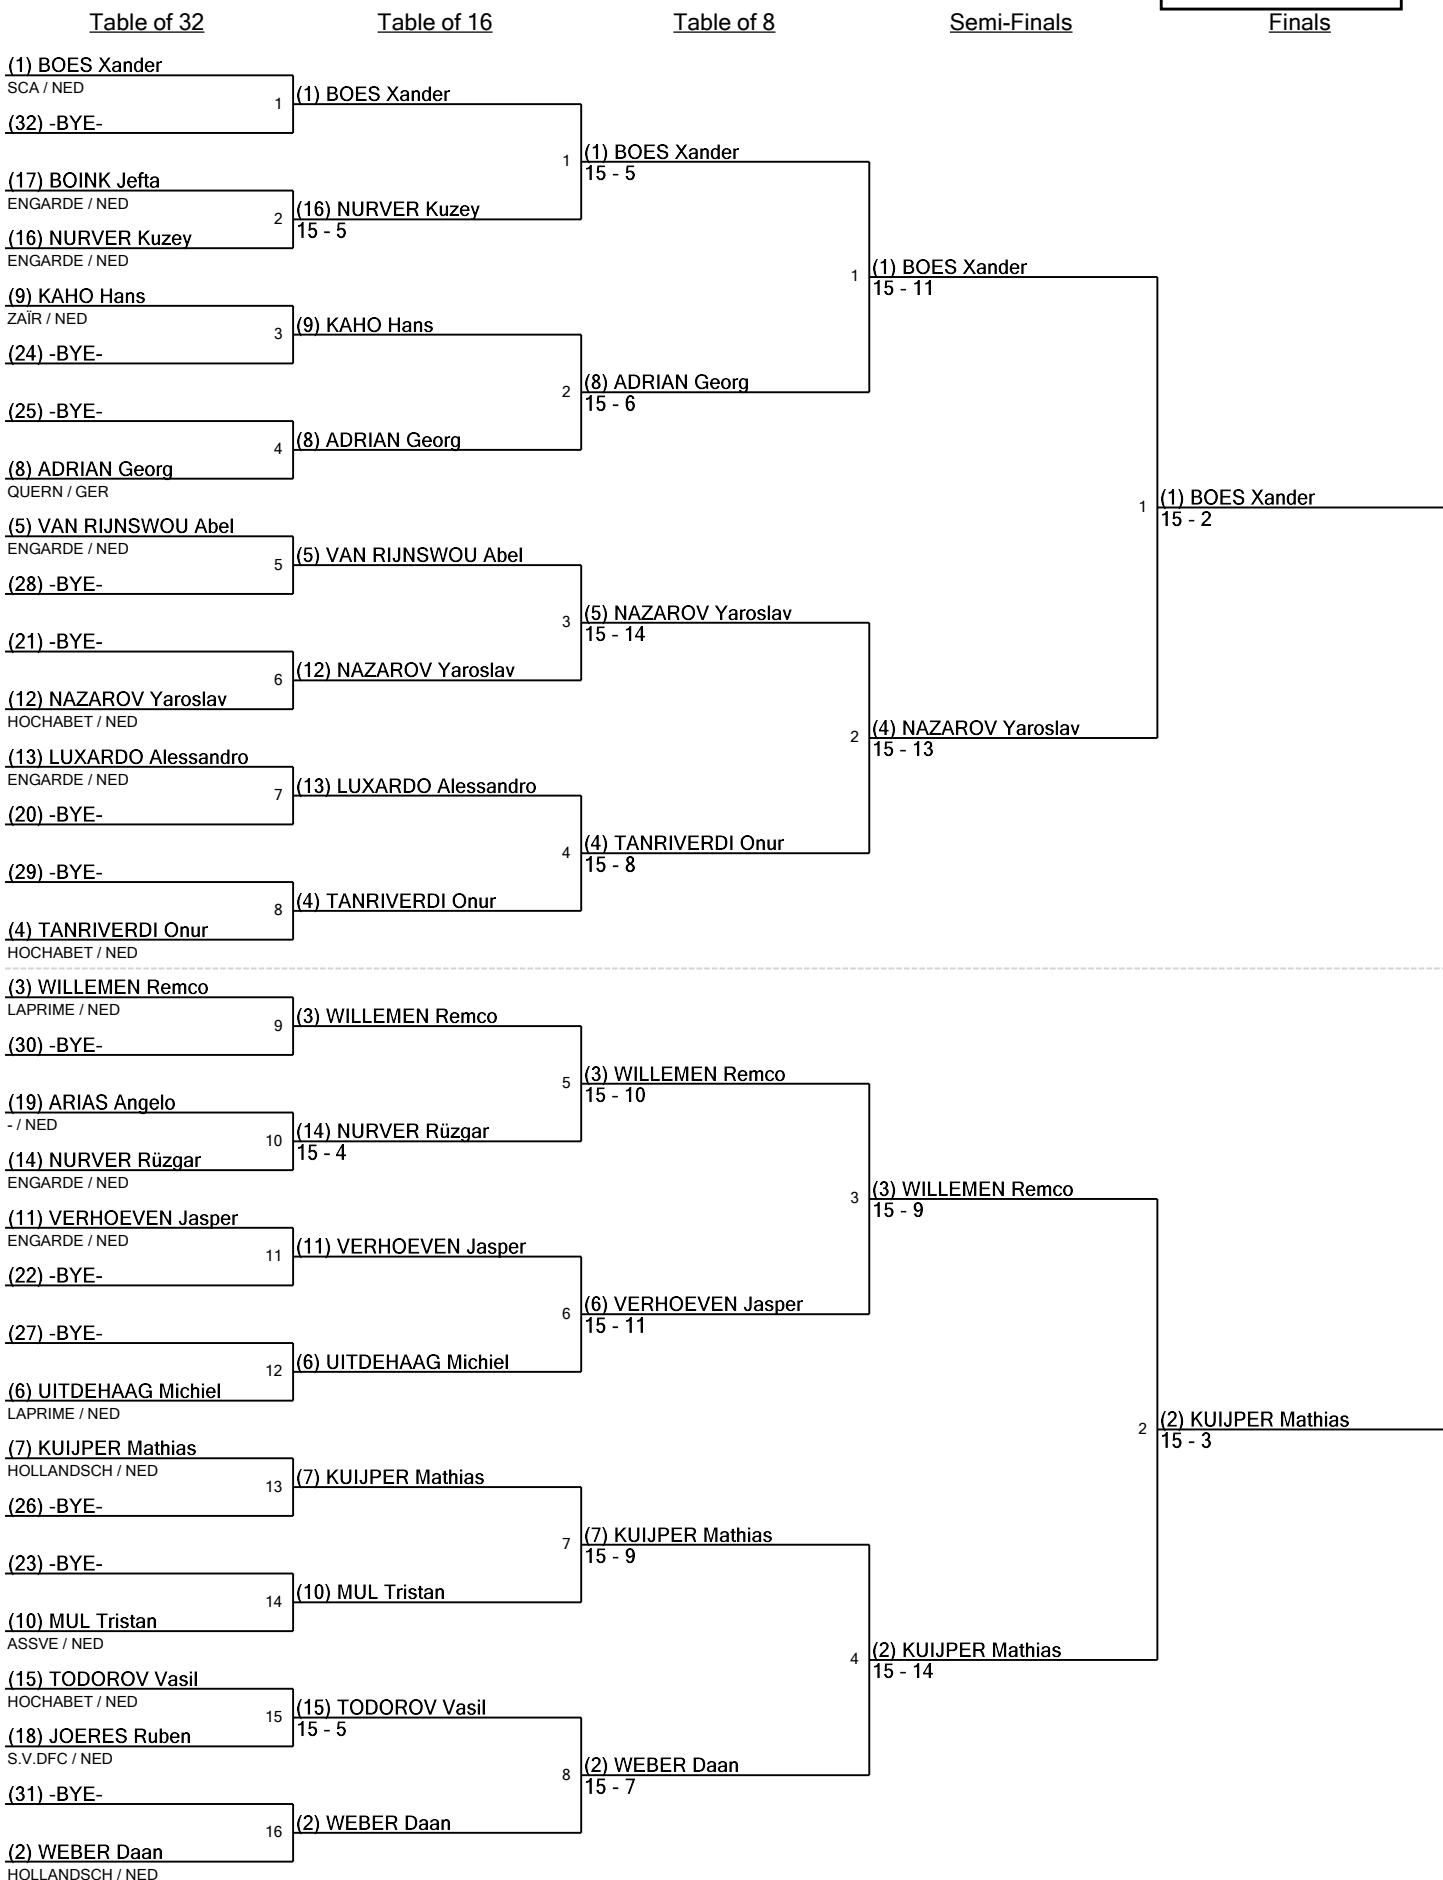 Table of 32
Table of 16
Table of 8
Semi-Finals
Finals
(1) BOES Xander
SCA / NED
1
(32) -BYE-
(17) BOINK Jefta
ENGARDE / NED
2
(16) NURVER Kuzey
ENGARDE / NED
(9) KAHO Hans
ZAÏR / NED
3
(24) -BYE-
(25) -BYE-
4
(8) ADRIAN Georg
QUERN / GER
(5) VAN RIJNSWOU Abel
ENGARDE / NED
5
(28) -BYE-
(21) -BYE-
6
(12) NAZAROV Yaroslav
HOCHABET / NED
(13) LUXARDO Alessandro
ENGARDE / NED
7
(20) -BYE-
(29) -BYE-
8
(4) TANRIVERDI Onur
HOCHABET / NED
(3) WILLEMEN Remco
LAPRIME / NED
9
(30) -BYE-
(19) ARIAS Angelo
- / NED
10
(14) NURVER Rüzgar
ENGARDE / NED
(11) VERHOEVEN Jasper
ENGARDE / NED
11
(22) -BYE-
(27) -BYE-
12
(6) UITDEHAAG Michiel
LAPRIME / NED
(7) KUIJPER Mathias
HOLLANDSCH / NED
13
(26) -BYE-
(23) -BYE-
14
(10) MUL Tristan
ASSVE / NED
(15) TODOROV Vasil
HOCHABET / NED
15
(18) JOERES Ruben
S.V.DFC / NED
(31) -BYE-
16
(2) WEBER Daan
HOLLANDSCH / NED
(1) BOES Xander
1
(16) NURVER Kuzey
15 - 5
(9) KAHO Hans
2
(8) ADRIAN Georg
(5) VAN RIJNSWOU Abel
3
(12) NAZAROV Yaroslav
(13) LUXARDO Alessandro
4
(4) TANRIVERDI Onur
(3) WILLEMEN Remco
5
(14) NURVER Rüzgar
15 - 4
(11) VERHOEVEN Jasper
6
(6) UITDEHAAG Michiel
(7) KUIJPER Mathias
7
(10) MUL Tristan
(15) TODOROV Vasil
15 - 5
8
(2) WEBER Daan
(1) BOES Xander
15 - 5
1
(8) ADRIAN Georg
15 - 6
(5) NAZAROV Yaroslav
15 - 14
2
(4) TANRIVERDI Onur
15 - 8
(3) WILLEMEN Remco
15 - 10
3
(6) VERHOEVEN Jasper
15 - 11
(7) KUIJPER Mathias
15 - 9
4
(2) WEBER Daan
15 - 7
(1) BOES Xander
15 - 11
1
(4) NAZAROV Yaroslav
15 - 13
(3) WILLEMEN Remco
15 - 9
2
(2) KUIJPER Mathias
15 - 14
(1) BOES Xander
15 - 2
(2) KUIJPER Mathias
15 - 3